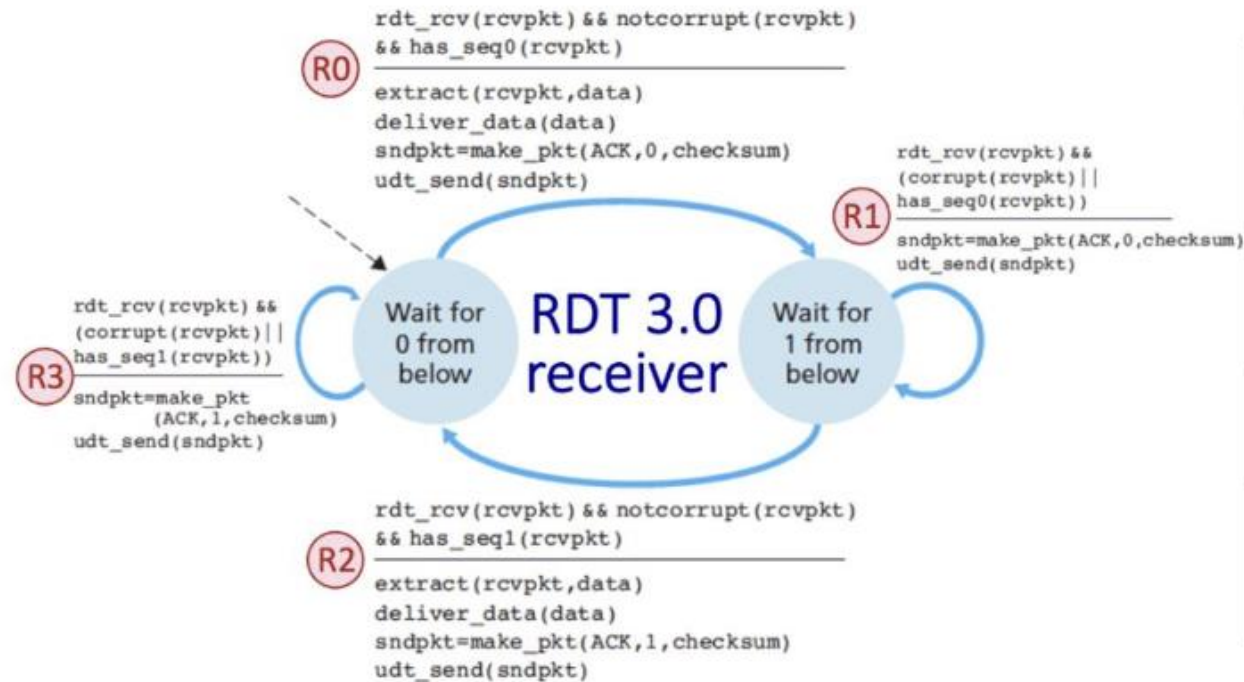 rdt_rcv(rcvpkt) && notcorrupt(rcvpkt)
&& has_seq0(rcvpkt)
R0
extract(rcvpkt,data)
deliver_data(data)
sndpkt=make_pkt(ACK,0,checksum)
udt_send(sndpkt)
rdt_rcv(rcvpkt) &&
(corrupt(rcvpkt)||
has_seq0(rcvpkt))
R1
sndpkt=make_pkt(ACK,0,checksum)
udt_send(sndpkt)
Wait for
0 from
below
RDT 3.0
receiver
Wait for
1 from
below
rdt_rcv(rcvpkt) &&
(corrupt(rcvpkt)||
has_seq1(rcvpkt))
R3
sndpkt=make_pkt
(ACK,1,checksum)
udt_send(sndpkt)
rdt_rcv(rcvpkt) && notcorrupt(rcvpkt)
&& has_seq1(rcvpkt)
R2
extract(rcvpkt,data)
deliver_data(data)
sndpkt=make_pkt(ACK,1,checksum)
udt_send(sndpkt)